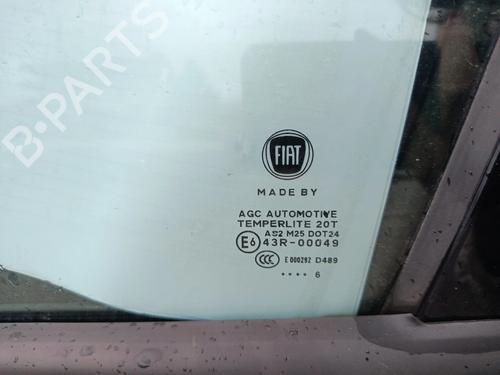 B-PARTS
FIAT
MADE BY
AGC AUTOMOTIVE
TEMPERLITE 20T
AS2 M25 DOT24
E6 43R-00049
CCC E000292 D489
•••• 6